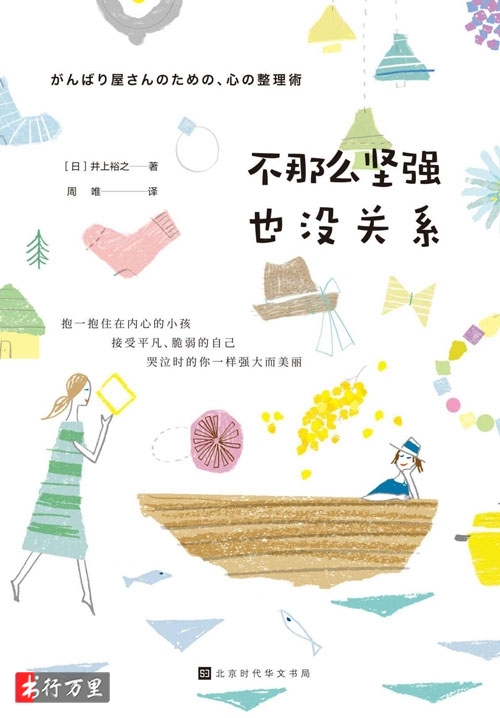 がんばり屋さんのための、心の整理術
[日]井上裕之——著
周 唯———译
不那么坚强
也没关系
抱一抱住在内心的小孩
接受平凡、脆弱的自己
哭泣时的你一样强大而美丽
北京时代华文书局
书行万里